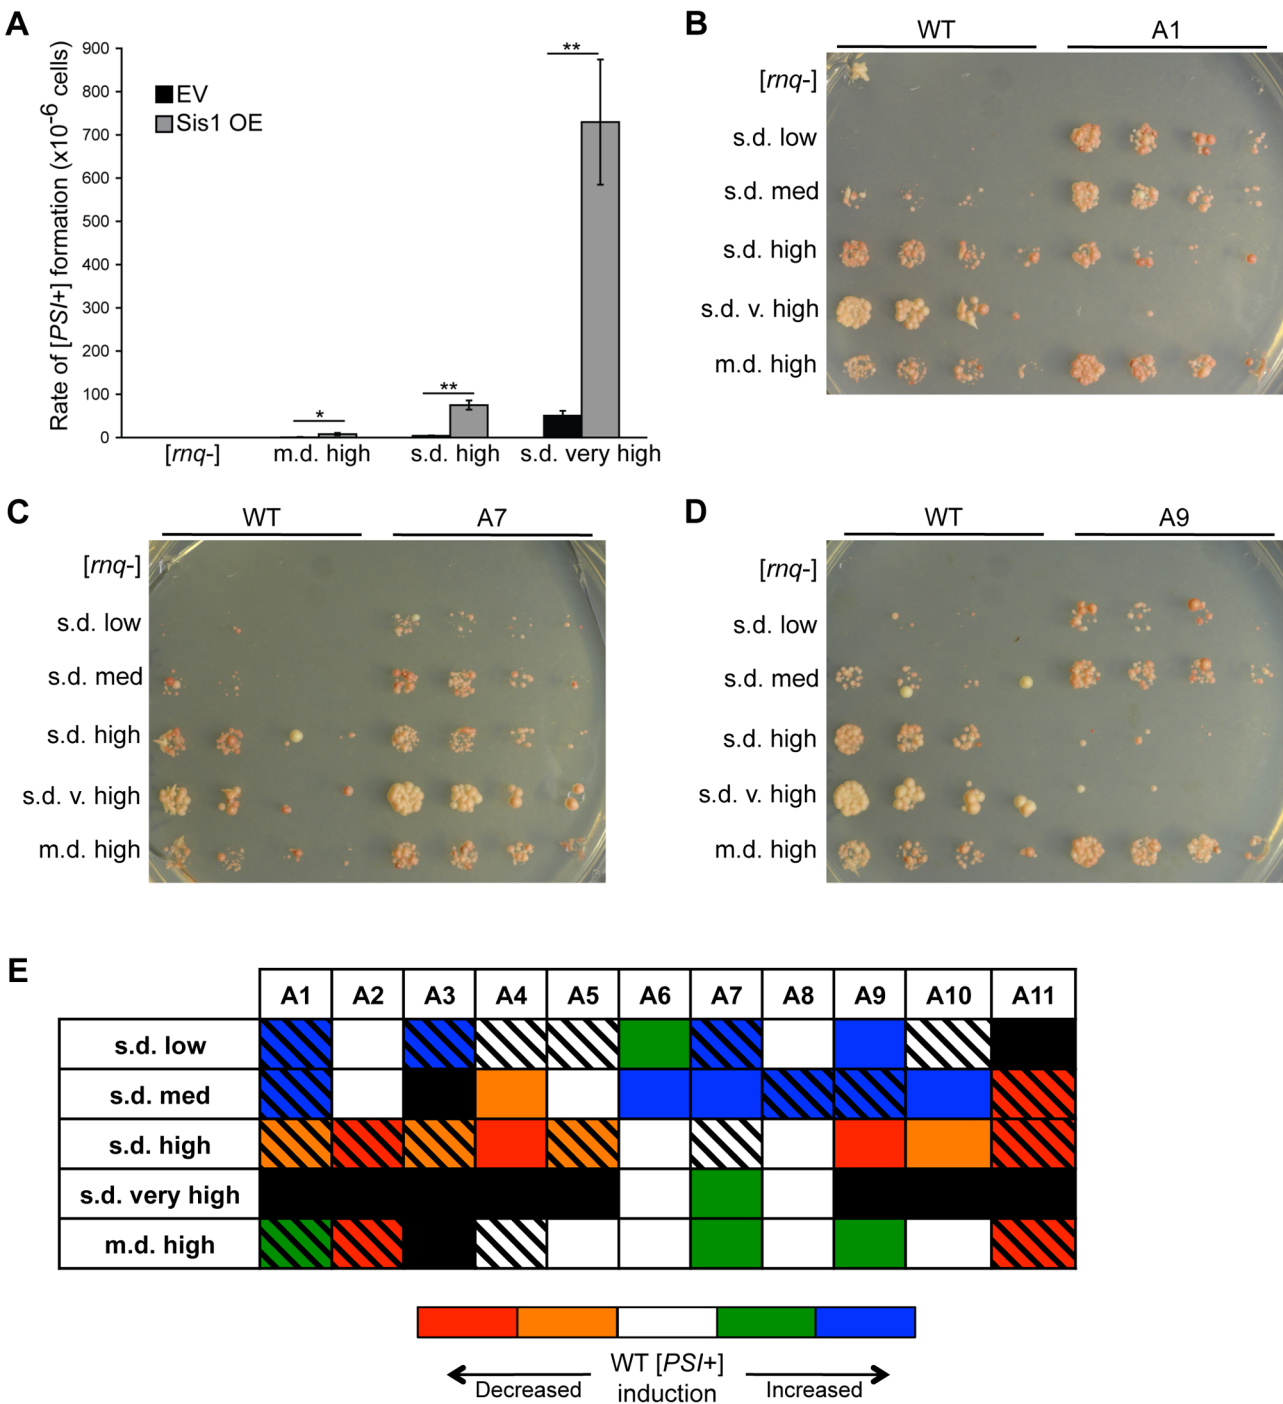 A
Rate of [PSI+] formation (x10-6 cells)
900
800
700
600
500
400
300
200
100
0
EV
Sis1 OE
*
**
**
[rnq-]
m.d. high
s.d. high
s.d. very high
B
WT
A1
[rnq-]
s.d. low
s.d. med
s.d. high
s.d. v. high
m.d. high
C
WT
A7
[rnq-]
s.d. low
s.d. med
s.d. high
s.d. v. high
m.d. high
D
WT
A9
[rnq-]
s.d. low
s.d. med
s.d. high
s.d. v. high
m.d. high
E
A1 A2 A3 A4 A5 A6 A7 A8 A9 A10 A11
s.d. low
s.d. med
s.d. high
s.d. very high
m.d. high
WT [PSI+]
induction
Decreased
Increased